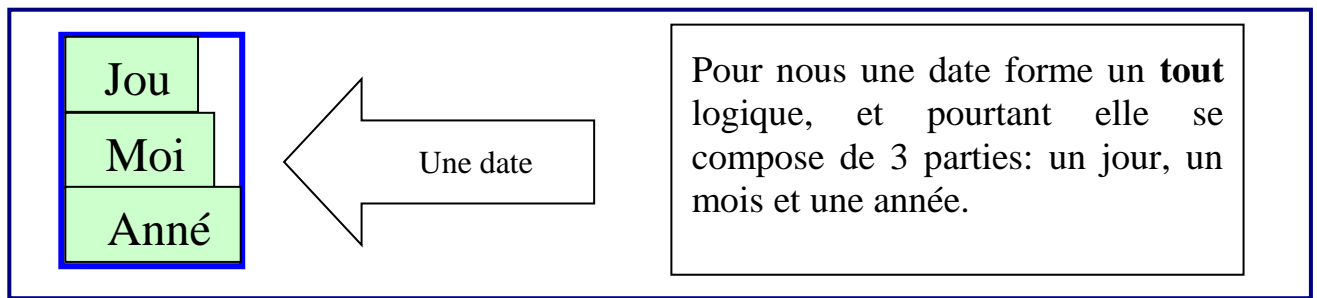 Jou
Moi
Anné
Une date
Pour nous une date forme un tout
logique, et pourtant elle se
compose de 3 parties: un jour, un
mois et une année.